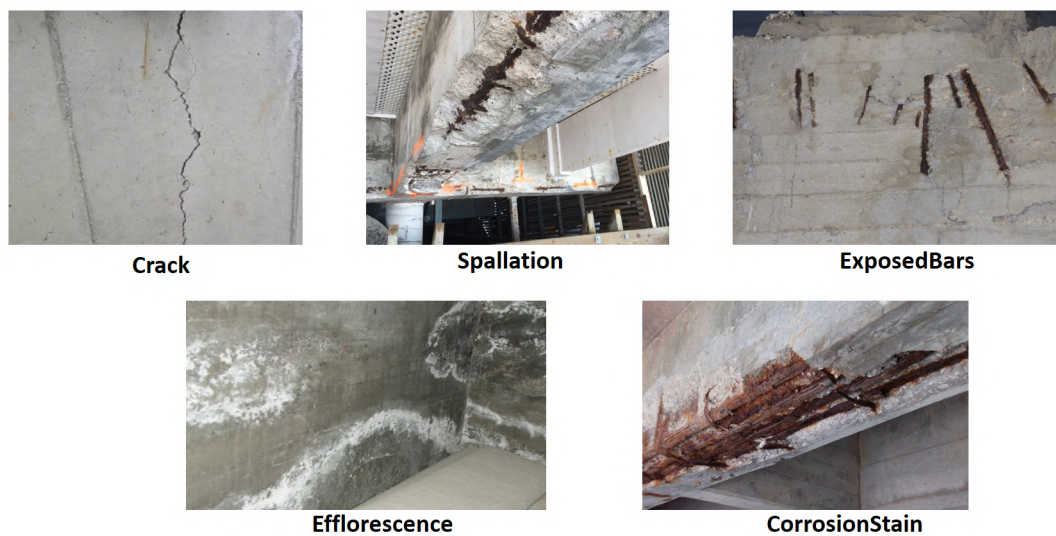 Crack
Spallation
ExposedBars
Efflorescence
CorrosionStain